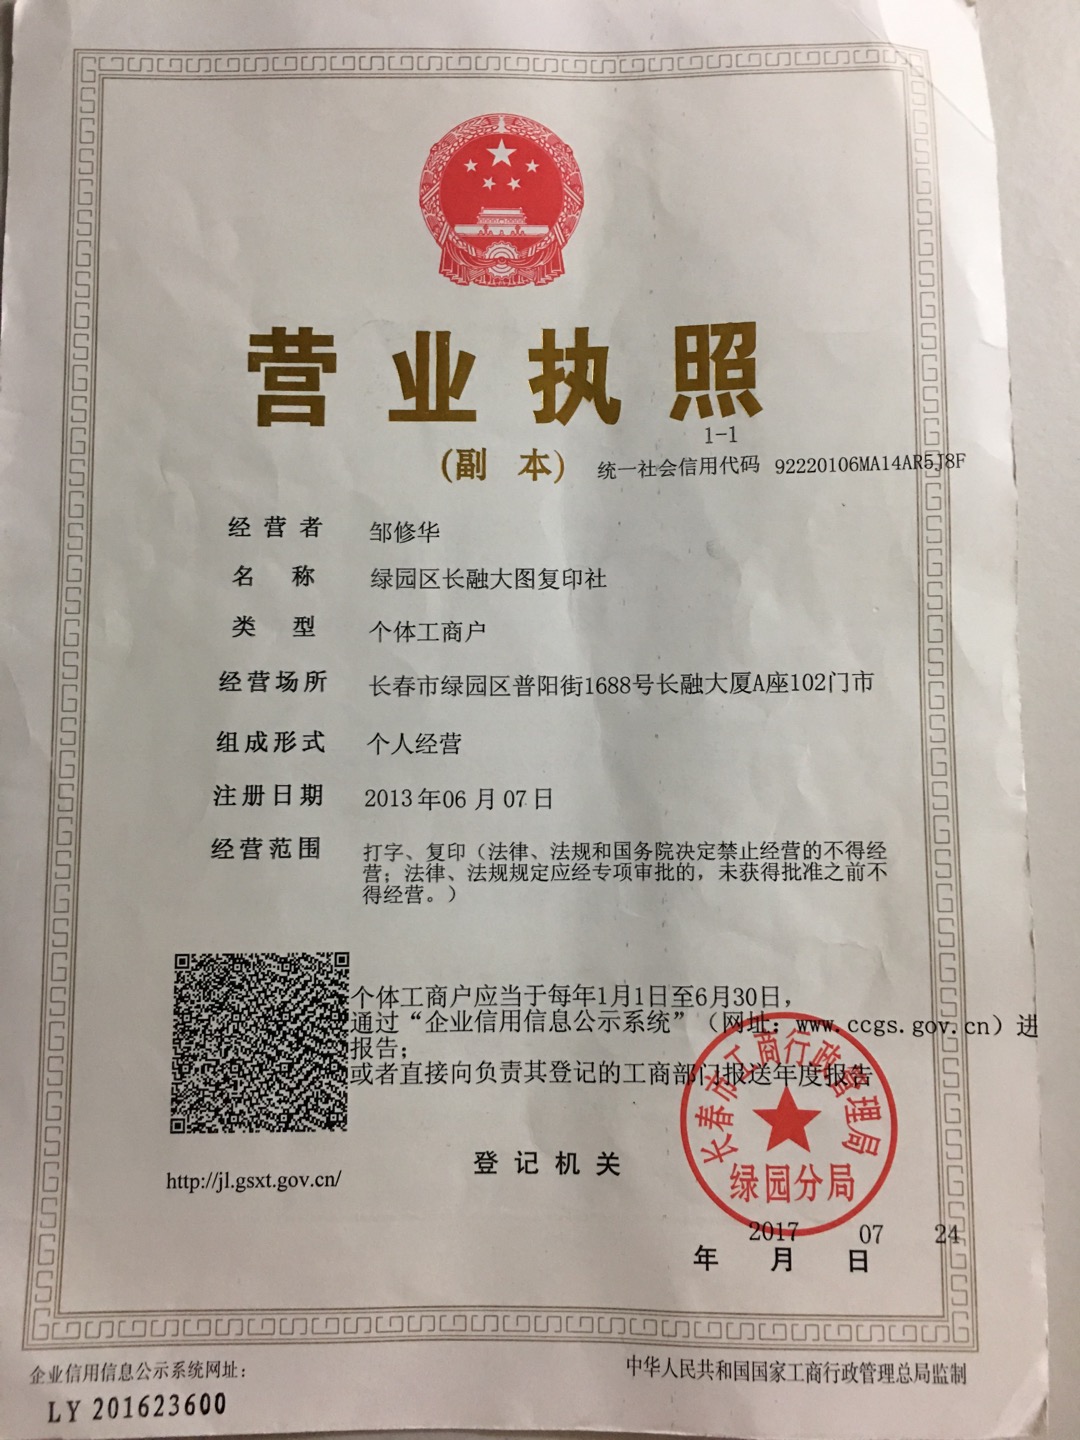 营业执照
1-1
(副 本) 统一社会信用代码 92220106MA14AR5J8F
经营者 邹修华
名称 绿园区长融大图复印社
类型 个体工商户
经营场所 长春市绿园区普阳街1688号长融大厦A座102门市
组成形式 个人经营
注册日期 2013年06月07日
经营范围 打字、复印（法律、法规和国务院决定禁止经营的不得经
营；法律、法规规定应经专项审批的，未获得批准之前不
得经营。）
个体工商户应当于每年1月1日至6月30日，
通过“企业信用信息公示系统”（网址：www.ccgs.gov.cn）进
报告；
或者直接向负责其登记的工商部门报送年度报告
长春市工商行政管理局
绿园分局
登记机关
http://jl.gsxt.gov.cn/
2017 07 24
年 月 日
企业信用信息公示系统网址：
中华人民共和国国家工商行政管理总局监制
LY 201623600